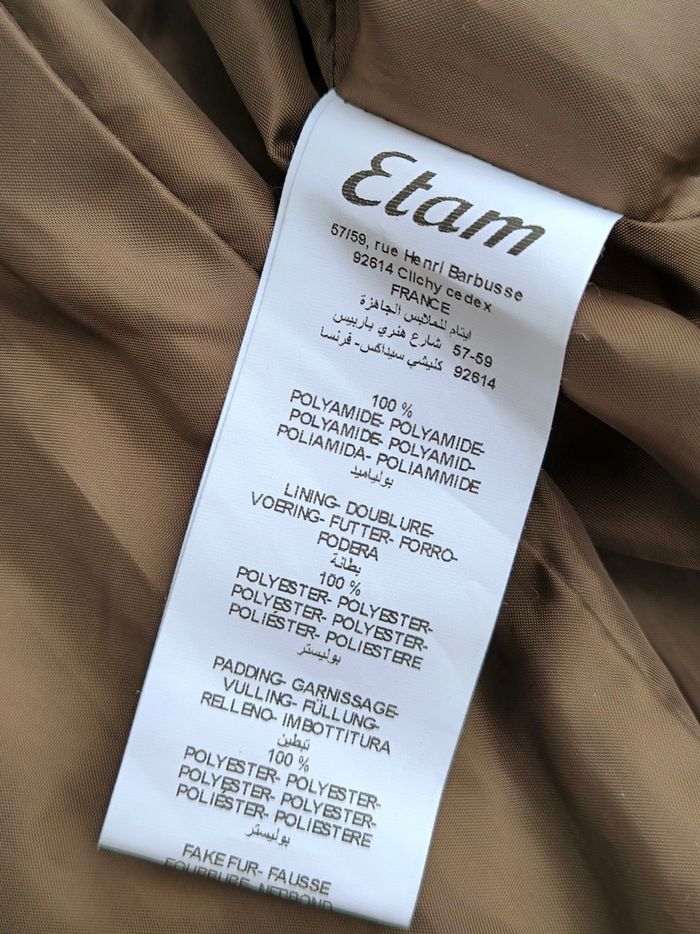 Etam
57/59, rue Henri Barbusse
92614 Clichy cedex
FRANCE
ايتام للملابس الجاهزة
57-59 شارع هنري باربيس
92614 كليشي سيداكس- فرنسا
100 %
POLYAMIDE- POLYAMIDE-
POLYAMIDE- POLYAMID-
POLIAMIDA- POLIAMMIDE
بولياميد
LINING- DOUBLURE-
VOERING- FUTTER- FORRO-
FODERA
بطانة
100 %
POLYESTER- POLYESTER-
POLYESTER- POLYESTER-
POLIESTER- POLIESTERE
بوليستر
PADDING- GARNISSAGE-
VULLING- FÜLLUNG-
RELLENO- IMBOTTITURA
تبطين
100 %
POLYESTER- POLYESTER-
POLYESTER- POLYESTER-
POLIÉSTER- POLIESTERE
بوليستر
FAKE FUR- FAUSSE
FOURRURE- NEPBOND